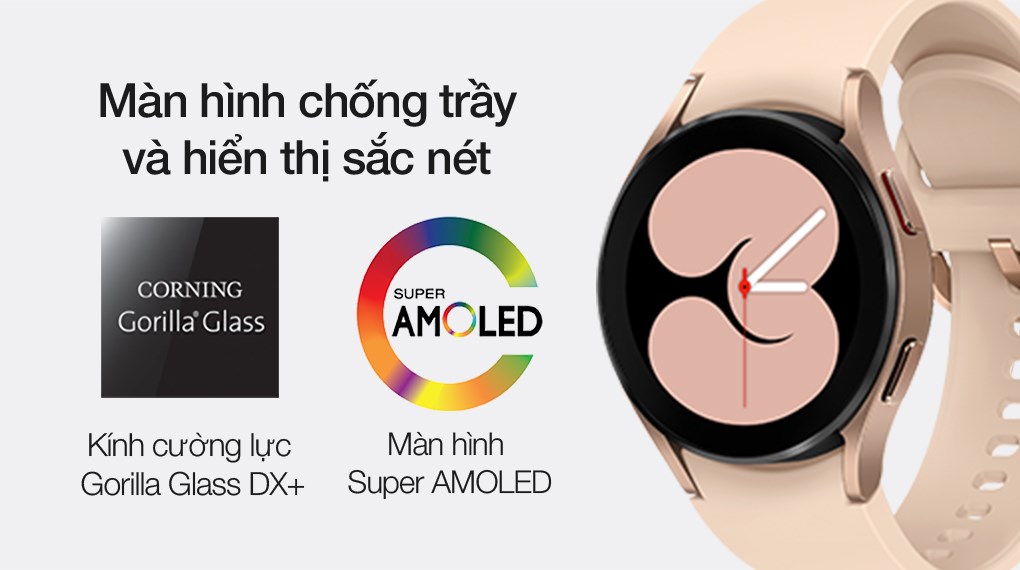 Màn hình chống trầy
và hiển thị sắc nét
CORNING
Gorilla® Glass
SUPER
AMOLED
Kính cường lực
Gorilla Glass DX+
Màn hình
Super AMOLED